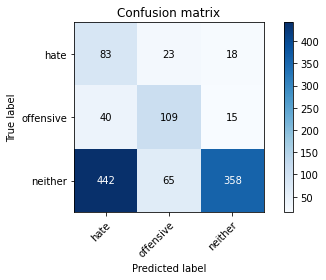 Confusion matrix
True label
hate 83 23 18
offensive 40 109 15
neither 442 65 358
hate offensive neither
Predicted label
400
350
300
250
200
150
100
50